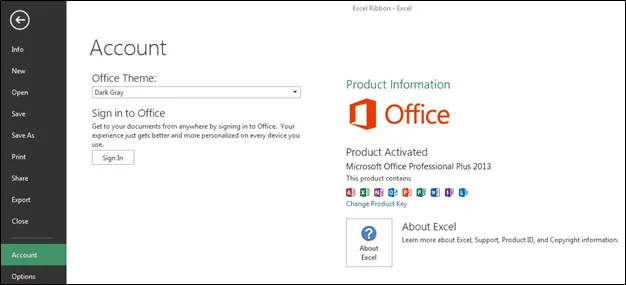 Excel Ribbon - Excel
Info
New
Open
Save
Save As
Print
Share
Export
Close
Account
Options
Account
Office Theme:
Dark Gray
Sign in to Office
Get to your documents from anywhere by signing in to Office. Your
experience just gets better and more personalized on every device you
use.
Sign In
Product Information
Office
Product Activated
Microsoft Office Professional Plus 2013
This product contains
Change Product Key
About
Excel
About Excel
Learn more about Excel, Support, Product ID, and Copyright information.